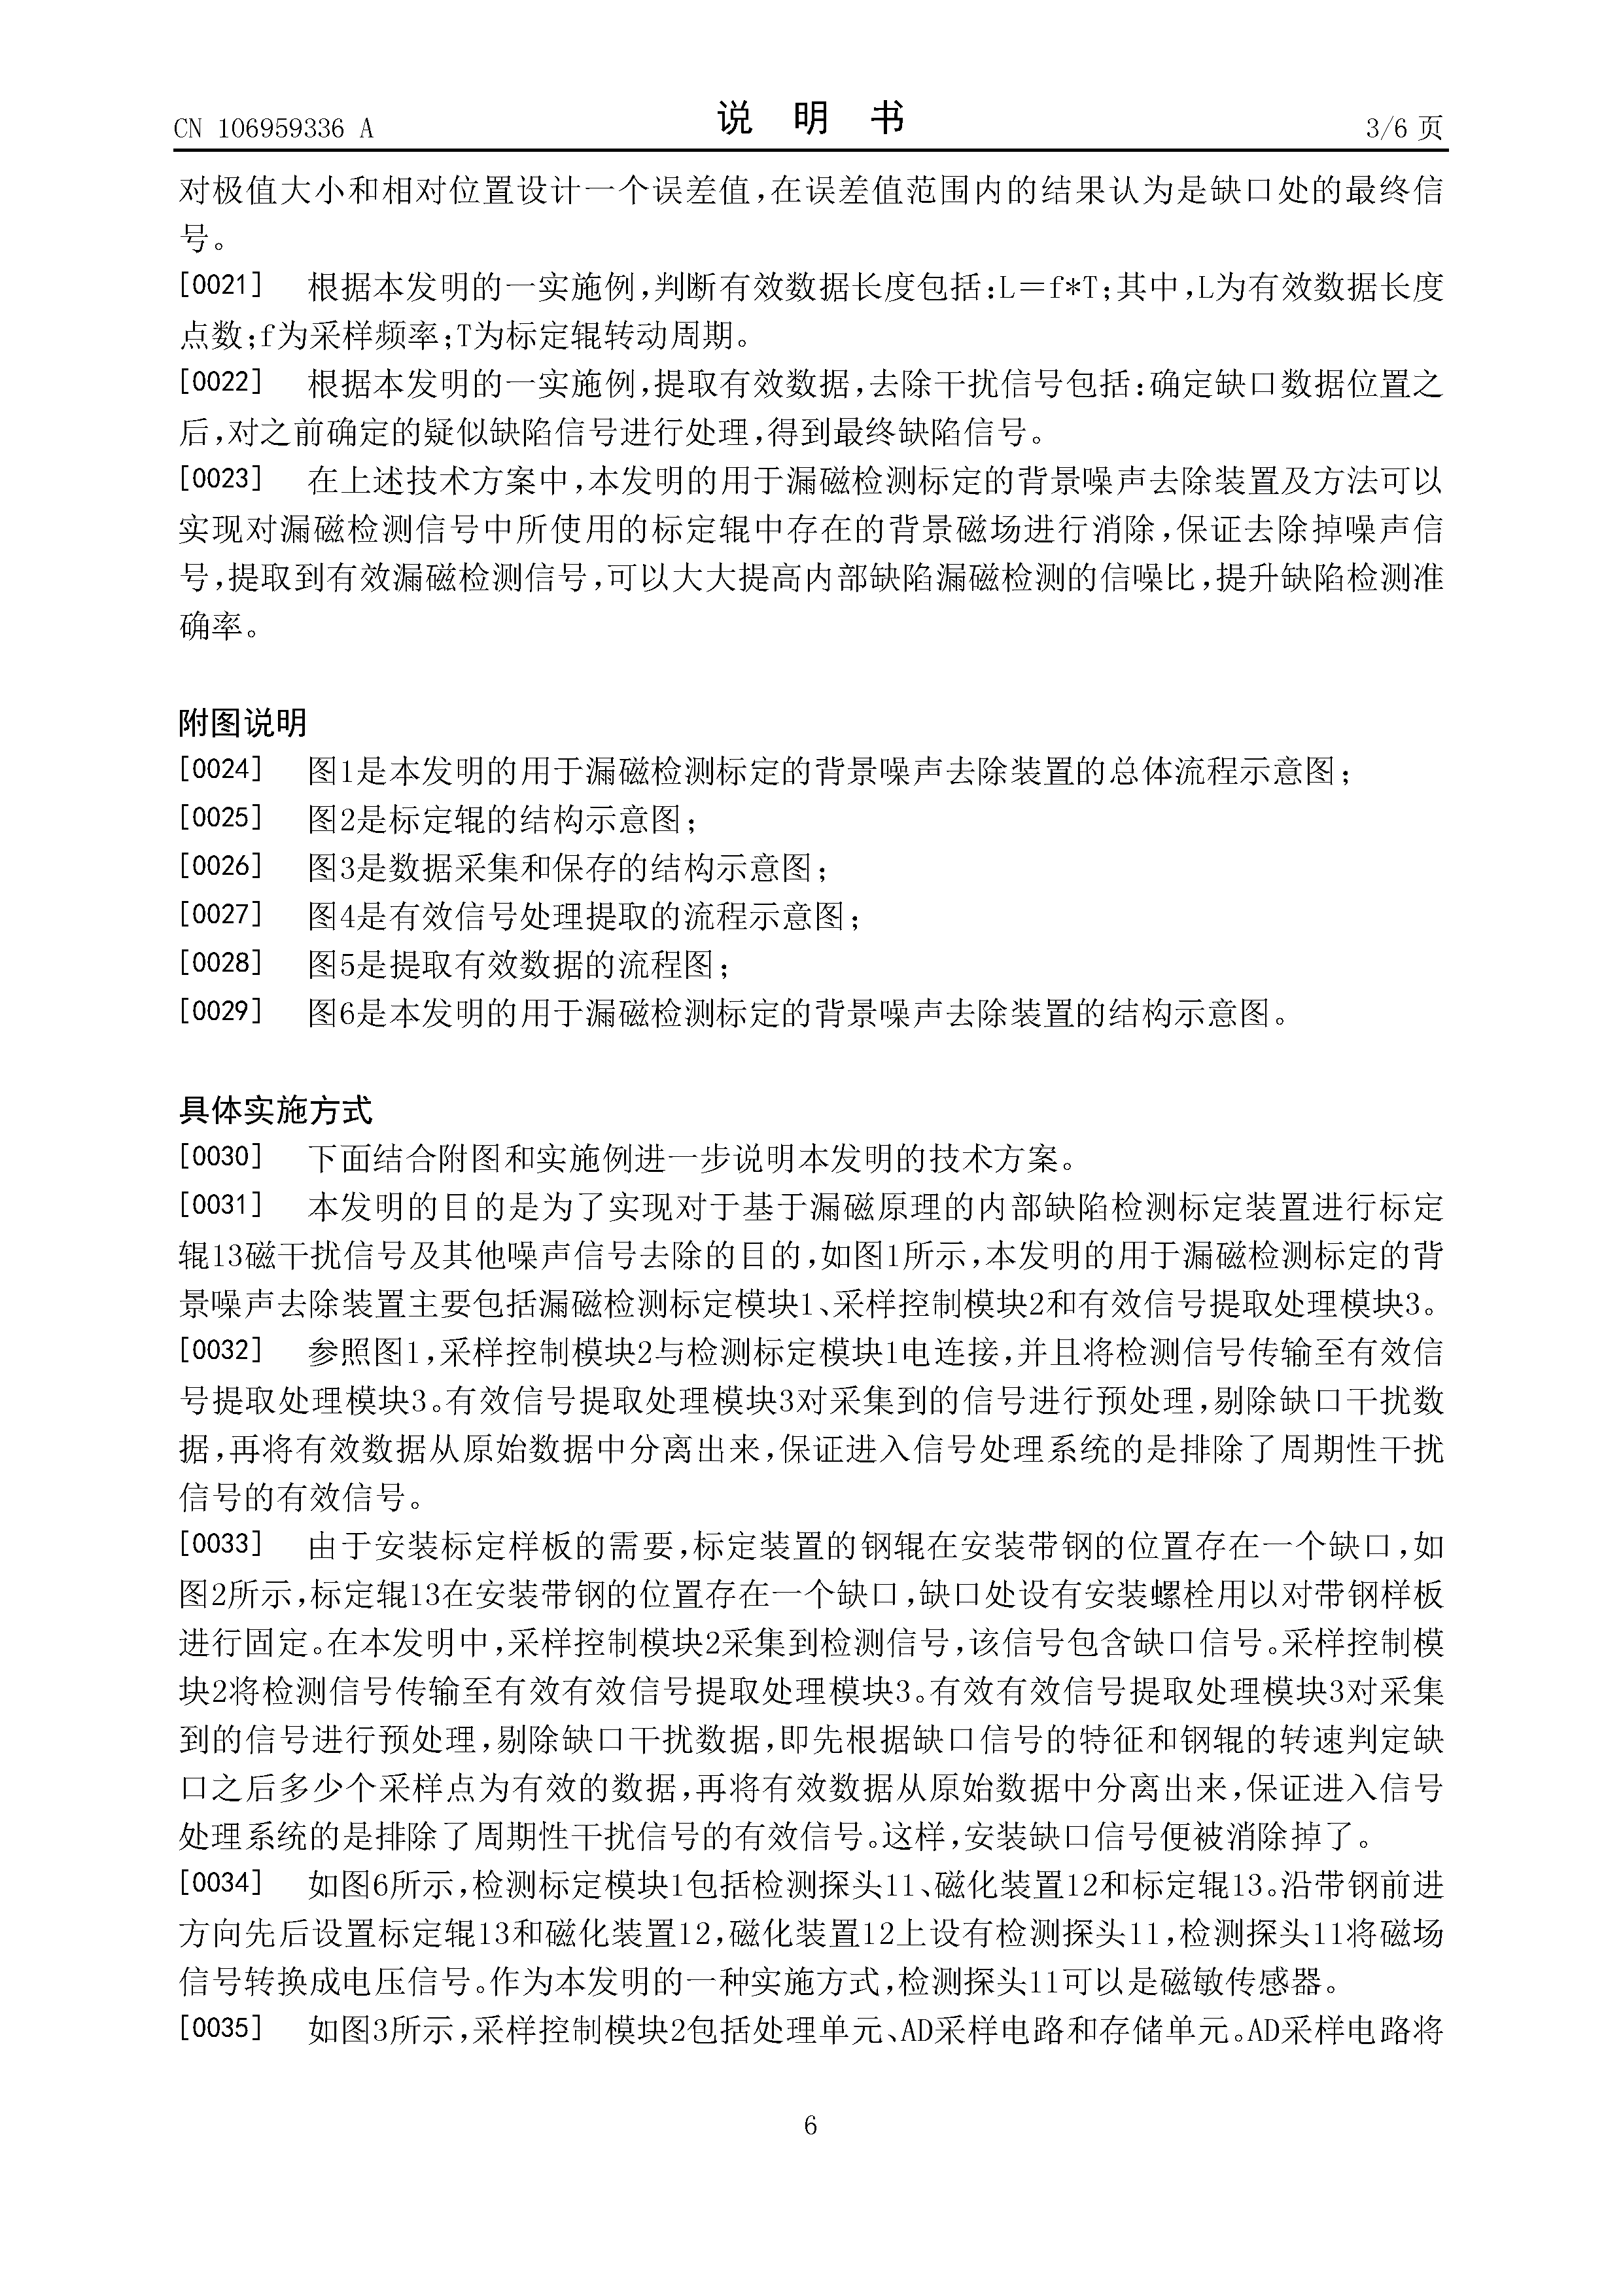 CN 106959336 A
说 明 书
3/6 页
对极值大小和相对位置设计一个误差值,在误差值范围内的结果认为是缺口处的最终信
号。
[0021] 根据本发明的一实施例,判断有效数据长度包括:L=f*T;其中,L为有效数据长度
点数;f为采样频率;T为标定辊转动周期。
[0022] 根据本发明的一实施例,提取有效数据,去除干扰信号包括:确定缺口数据位置之
后,对之前确定的疑似缺陷信号进行处理,得到最终缺陷信号。
[0023] 在上述技术方案中,本发明的用于漏磁检测标定的背景噪声去除装置及方法可以
实现对漏磁检测信号中所使用的标定辊中存在的背景磁场进行消除,保证去除掉噪声信
号,提取到有效漏磁检测信号,可以大大提高内部缺陷漏磁检测的信噪比,提升缺陷检测准
确率。
附图说明
[0024] 图1是本发明的用于漏磁检测标定的背景噪声去除装置的总体流程示意图;
[0025] 图2是标定辊的结构示意图;
[0026] 图3是数据采集和保存的结构示意图;
[0027] 图4是有效信号处理提取的流程示意图;
[0028] 图5是提取有效数据的流程图;
[0029] 图6是本发明的用于漏磁检测标定的背景噪声去除装置的结构示意图。
具体实施方式
[0030] 下面结合附图和实施例进一步说明本发明的技术方案。
[0031] 本发明的目的是为了实现对于基于漏磁原理的内部缺陷检测标定装置进行标定
辊13磁干扰信号及其他噪声信号去除的目的,如图1所示,本发明的用于漏磁检测标定的背
景噪声去除装置主要包括漏磁检测标定模块1、采样控制模块2和有效信号提取处理模块3。
[0032] 参照图1,采样控制模块2与检测标定模块1电连接,并且将检测信号传输至有效信
号提取处理模块3。有效信号提取处理模块3对采集到的信号进行预处理,剔除缺口干扰数
据,再将有效数据从原始数据中分离出来,保证进入信号处理系统的是排除了周期性干扰
信号的有效信号。
[0033] 由于安装标定样板的需要,标定装置的钢辊在安装带钢的位置存在一个缺口,如
图2所示,标定辊13在安装带钢的位置存在一个缺口,缺口处设有安装螺栓用以对带钢样板
进行固定。在本发明中,采样控制模块2采集到检测信号,该信号包含缺口信号。采样控制模
块2将检测信号传输至有效有效信号提取处理模块3。有效有效信号提取处理模块3对采集
到的信号进行预处理,剔除缺口干扰数据,即先根据缺口信号的特征和钢辊的转速判定缺
口之后多少个采样点为有效的数据,再将有效数据从原始数据中分离出来,保证进入信号
处理系统的是排除了周期性干扰信号的有效信号。这样,安装缺口信号便被消除掉了。
[0034] 如图6所示,检测标定模块1包括检测探头11、磁化装置12和标定辊13。沿带钢前进
方向先后设置标定辊13和磁化装置12,磁化装置12上设有检测探头11,检测探头11将磁场
信号转换成电压信号。作为本发明的一种实施方式,检测探头11可以是磁敏传感器。
[0035] 如图3所示,采样控制模块2包括处理单元、AD采样电路和存储单元。AD采样电路将
6